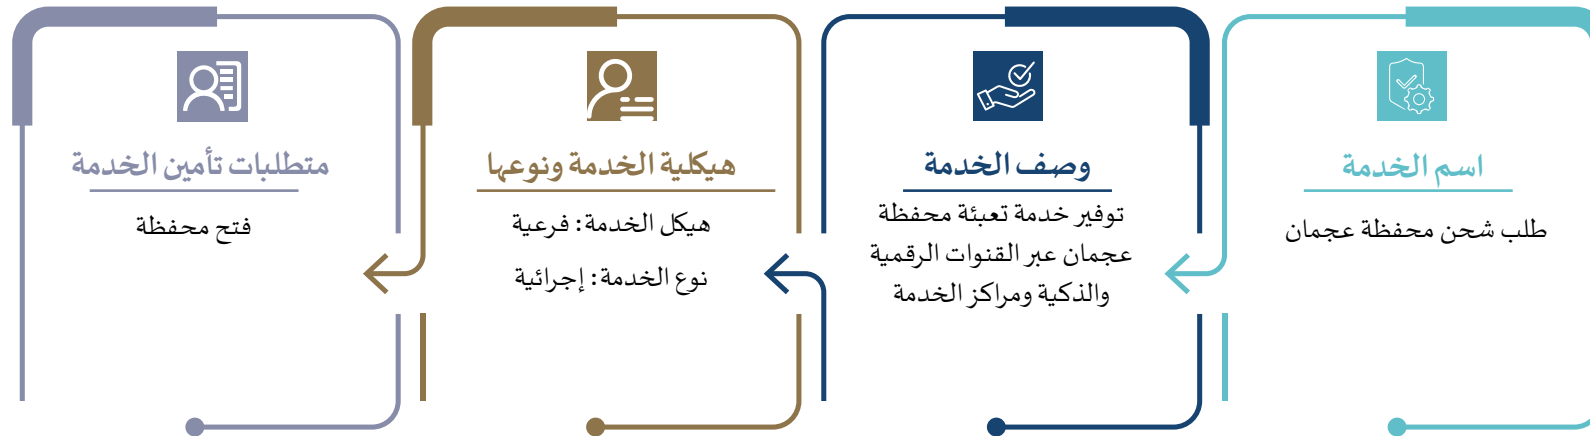 اسم الخدمة
طلب شحن محفظة عجمان
وصف الخدمة
توفير خدمة تعبئة محفظة
عجمان عبر القنوات الرقمية
والذكية ومراكز الخدمة
هيكلية الخدمة ونوعها
هيكل الخدمة: فرعية
نوع الخدمة: إجرائية
متطلبات تأمين الخدمة
فتح محفظة